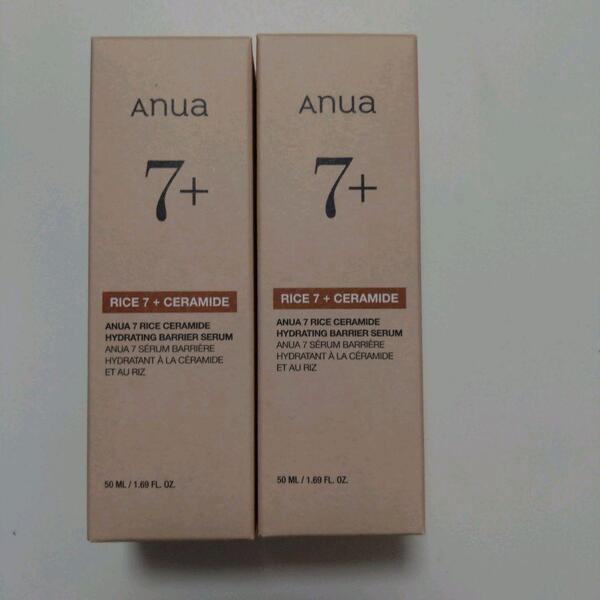 Anua
7+
RICE 7 + CERAMIDE
ANUA 7 RICE CERAMIDE
HYDRATING BARRIER SERUM
ANUA 7 SÉRUM BARRIÈRE
HYDRATANT À LA CÉRAMIDE
ET AU RIZ
50 ML / 1.69 FL. OZ.
Anua
7+
RICE 7 + CERAMIDE
ANUA 7 RICE CERAMIDE
HYDRATING BARRIER SERUM
ANUA 7 SÉRUM BARRIÈRE
HYDRATANT À LA CÉRAMIDE
ET AU RIZ
50 ML / 1.69 FL. OZ.